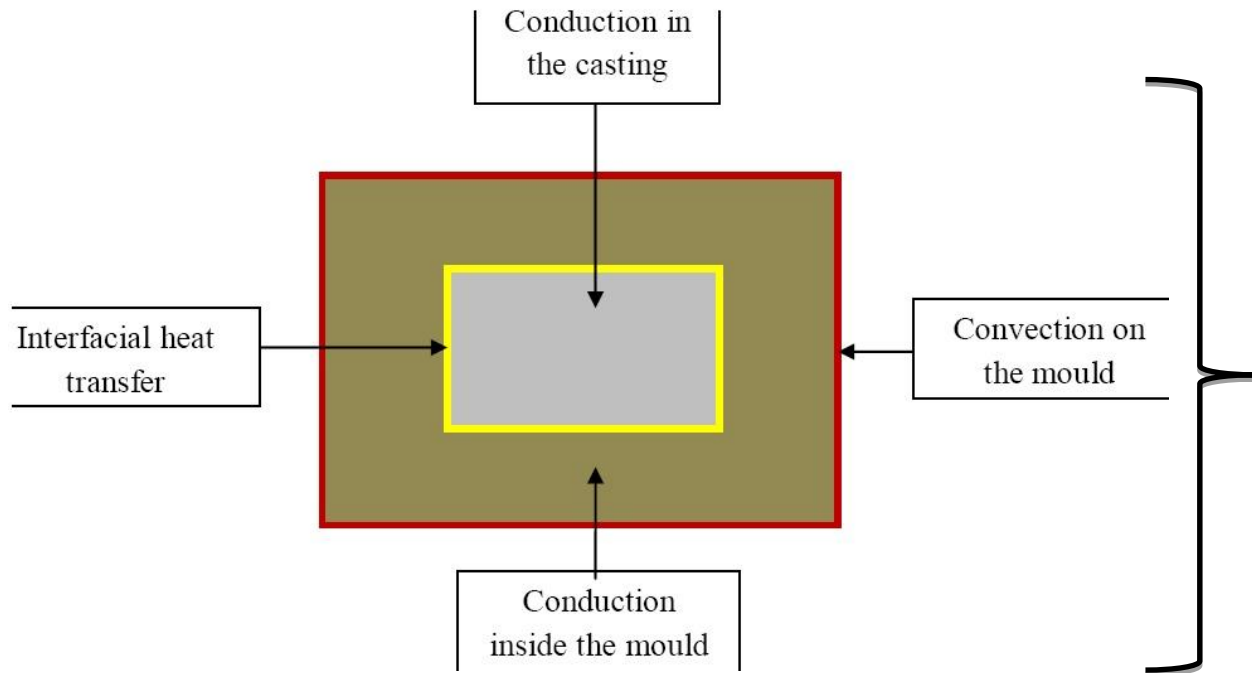 Conduction in
the casting
Interfacial heat
transfer
Convection on
the mould
Conduction
inside the mould